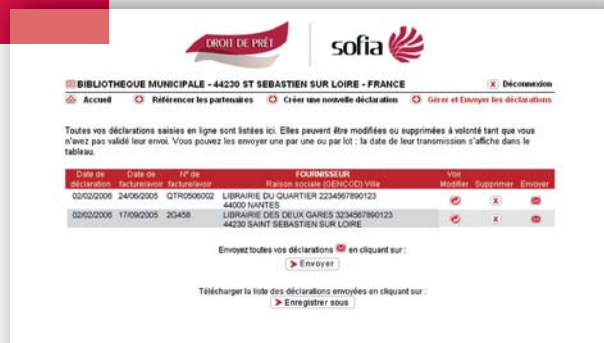 DROIT DE PRÊT
sofia
BIBLIOTHEQUE MUNICIPALE - 44230 ST SEBASTIEN SUR LOIRE - FRANCE X Déconnexion
Accueil Référencer les partenaires Créer une nouvelle déclaration Gérer et Envoyer les déclarations
Toutes vos déclarations saisies en ligne sont listées ici. Elles peuvent être modifiées ou supprimées à volonté tant que vous
n'avez pas validé leur envoi. Vous pouvez les envoyer une par une ou par lot : la date de leur transmission s'affiche dans le
tableau.
Date de Date de N° de FOURNISSEUR Voir
déclaration facture/avoir facture/avoir Raison sociale (GENCOD) Ville Modifier Supprimer Envoyer
02/02/2006 24/06/2005 QTR0506002 LIBRAIRIE DU QUARTIER 2234567890123
44000 NANTES
02/02/2006 17/09/2005 2G458 LIBRAIRIE DES DEUX GARES 3234567890123
44230 SAINT SEBASTIEN SUR LOIRE
Envoyez toutes vos déclarations en cliquant sur :
Envoyer
Télécharger la liste des déclarations envoyées en cliquant sur :
Enregistrer sous